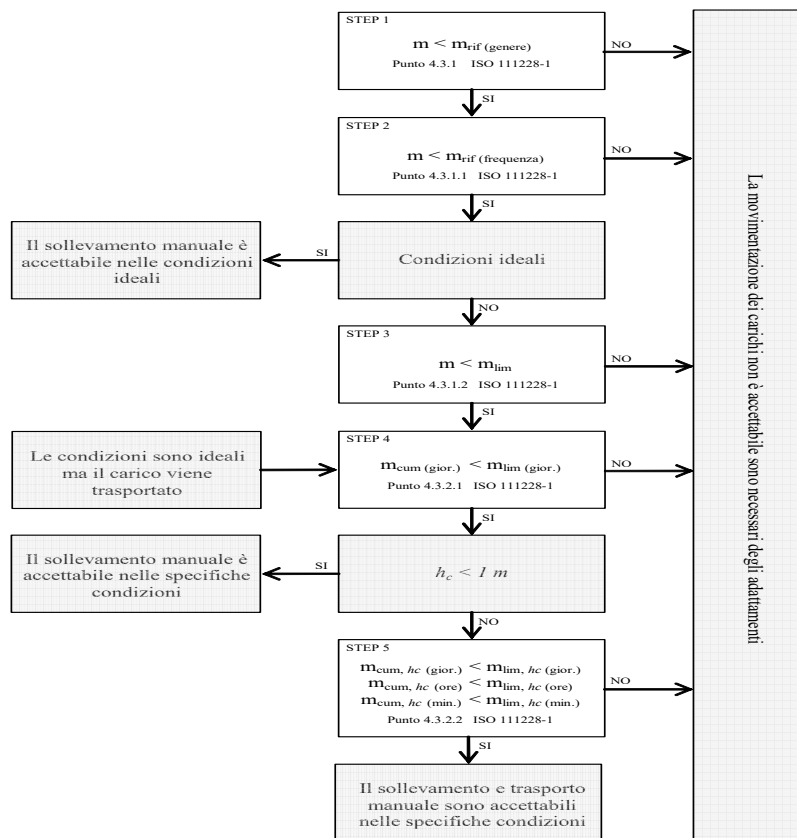 STEP 1
m < mrif (genere)
Punto 4.3.1 ISO 111228-1
NO
SI
STEP 2
m < mrif (frequenza)
Punto 4.3.1.1 ISO 111228-1
NO
SI
Il sollevamento manuale è
accettabile nelle condizioni
ideali
SI
Condizioni ideali
NO
STEP 3
m < mlim
Punto 4.3.1.2 ISO 111228-1
NO
SI
Le condizioni sono ideali
ma il carico viene
trasportato
STEP 4
mcum (gior.) < mlim (gior.)
Punto 4.3.2.1 ISO 111228-1
NO
SI
Il sollevamento manuale è
accettabile nelle specifiche
condizioni
SI
hc < 1 m
NO
STEP 5
mcum, hc (gior.) < mlim, hc (gior.)
mcum, hc (ore) < mlim, hc (ore)
mcum, hc (min.) < mlim, hc (min.)
Punto 4.3.2.2 ISO 111228-1
NO
SI
Il sollevamento e trasporto
manuale sono accettabili
nelle specifiche condizioni
La movimentazione dei carichi non è accettabile sono necessari degli adattamenti